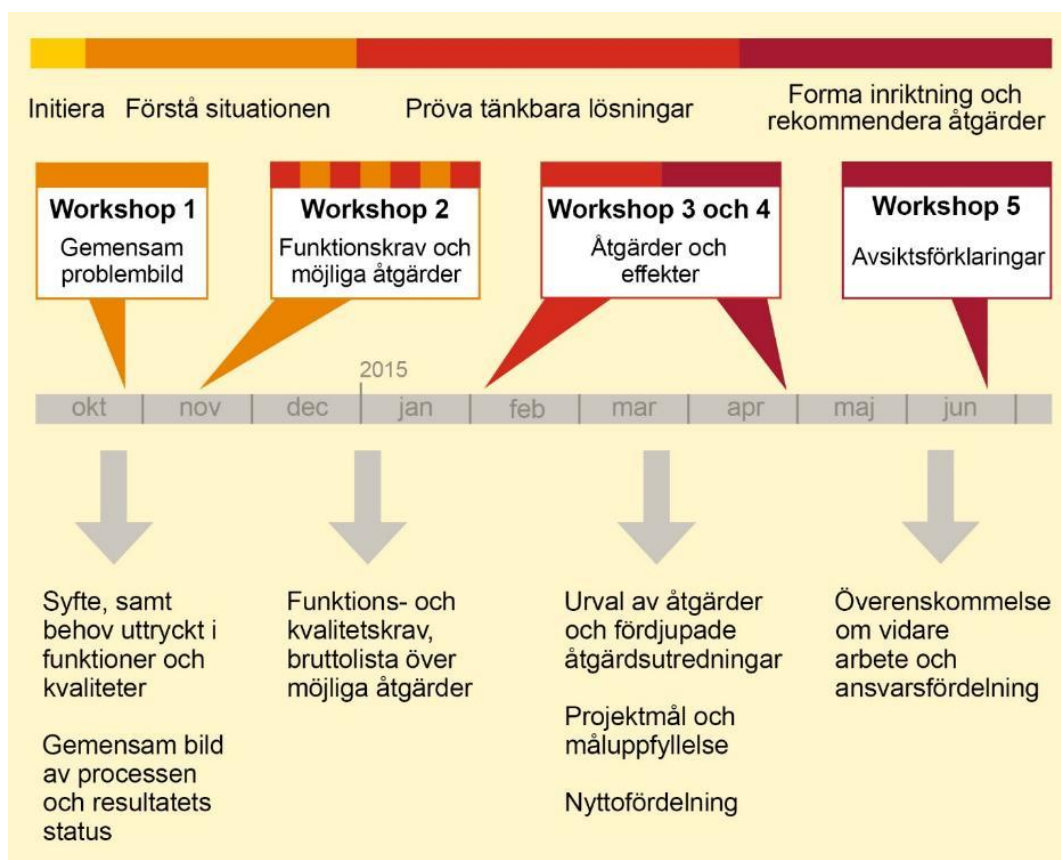 Initiera
Förstå situationen
Pröva tänkbara lösningar
Forma inriktning och
rekommendera åtgärder
Workshop 1
Gemensam
problembild
Workshop 2
Funktionskrav och
möjliga åtgärder
Workshop 3 och 4
Åtgärder och
effekter
Workshop 5
Avsiktsförklaringar
2015
okt
nov
dec
jan
feb
mar
apr
maj
jun
Syfte, samt
behov uttryckt i
funktioner och
kvaliteter
Gemensam bild
av processen
och resultatets
status
Funktions- och
kvalitetskrav,
bruttolista över
möjliga åtgärder
Urval av åtgärder
och fördjupade
åtgärdsutredningar
Projektmål och
måluppfyllelse
Nyttofördelning
Överenskommelse
om vidare
arbete och
ansvarsfördelning